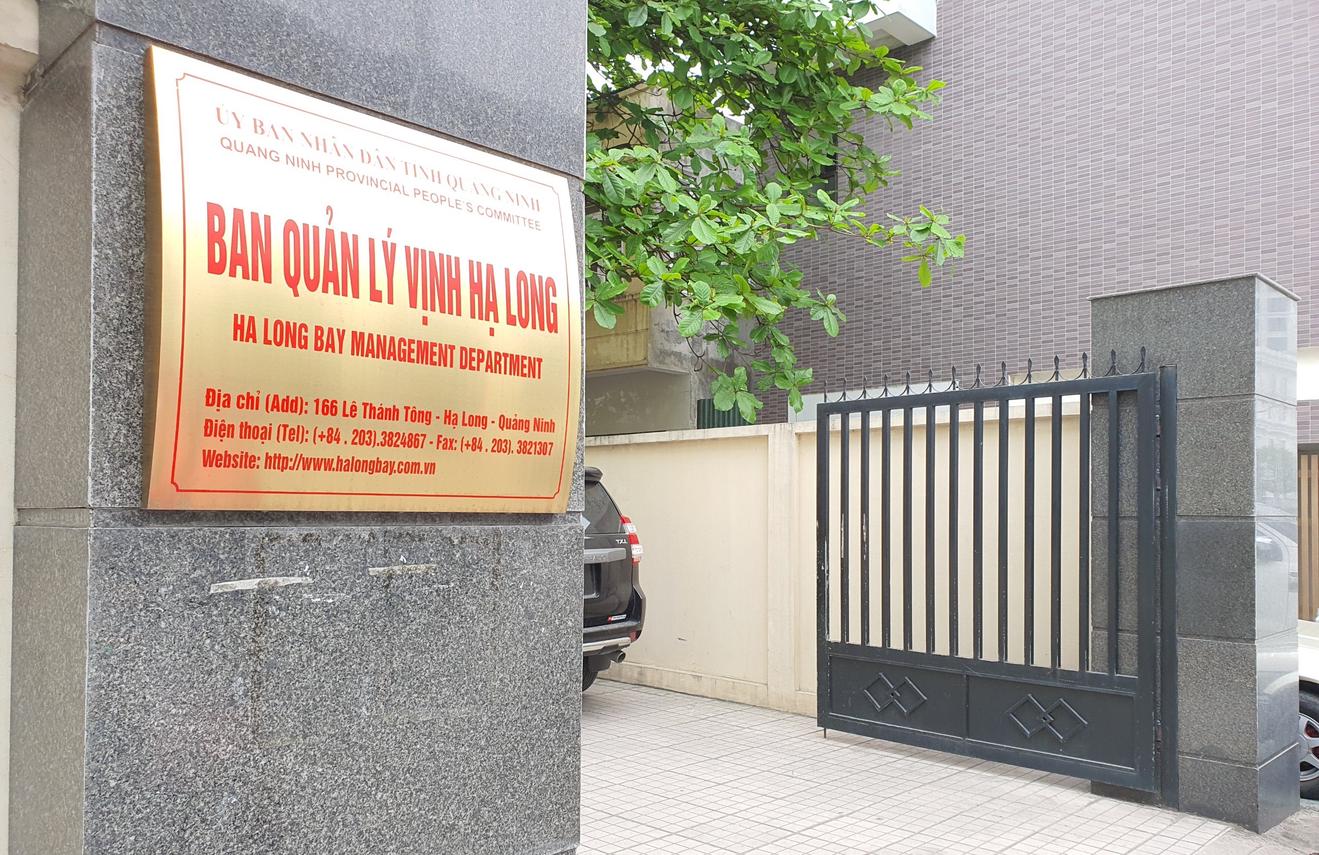 ỦY BAN NHÂN DÂN TỈNH QUẢNG NINH
QUANG NINH PROVINCIAL PEOPLE'S COMMITTEE
BAN QUẢN LÝ VỊNH HẠ LONG
HA LONG BAY MANAGEMENT DEPARTMENT
Địa chỉ (Add): 166 Lê Thánh Tông - Hạ Long - Quảng Ninh
Điện thoại (Tel): (+84 . 203).3824867 - Fax: (+84 . 203). 3821307
Website: http://www.halongbay.com.vn
TX.L